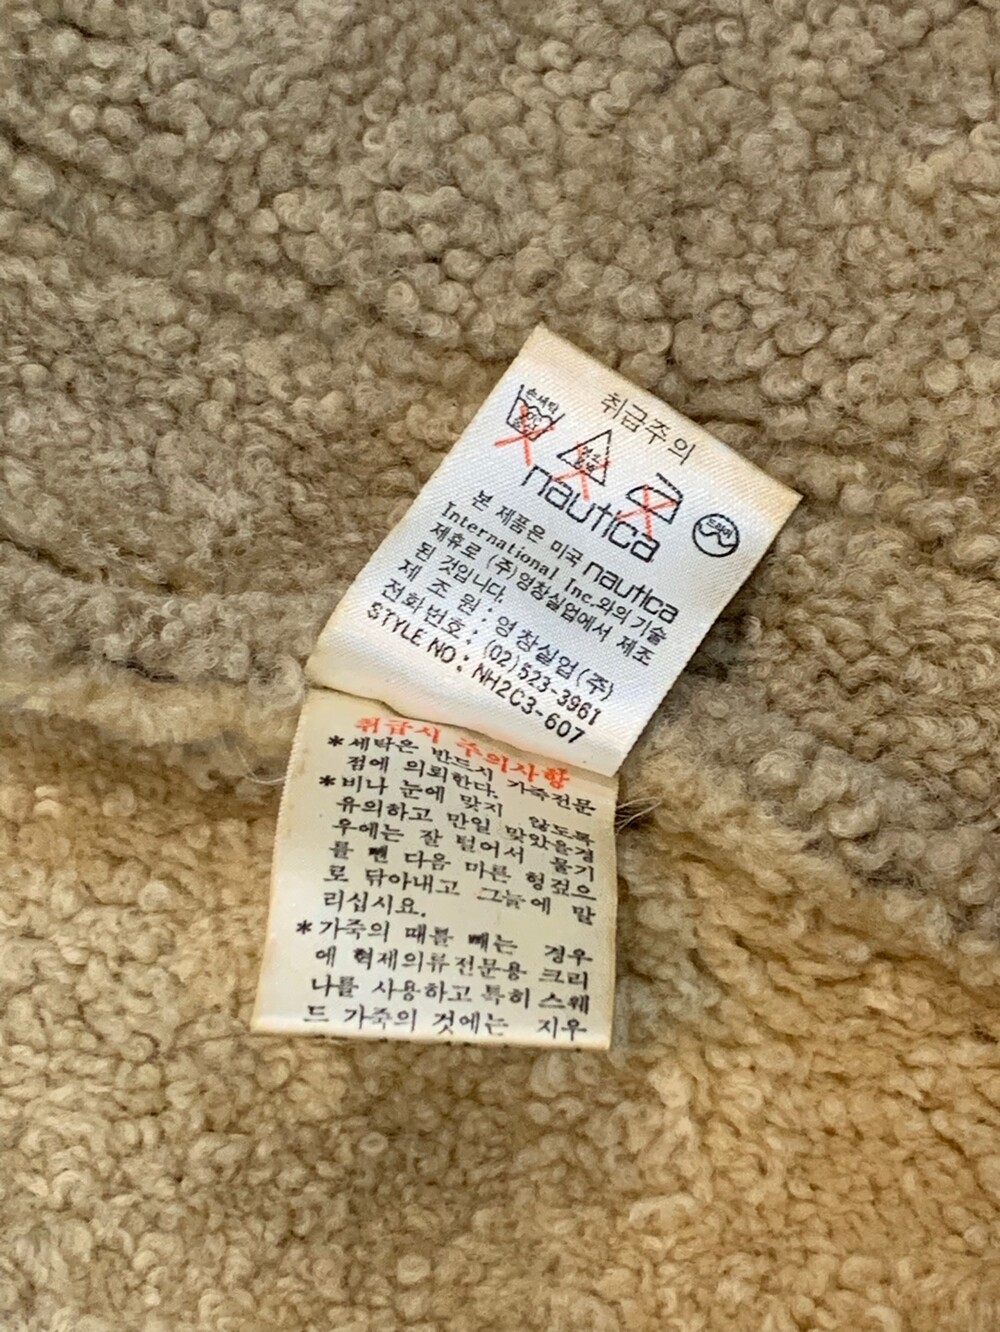 취급주의
손세탁
드라이
nautica
본 제품은 미국 nautica
International Inc.와의 기술
제휴로 (주)영창실업에서 제조
된 것입니다.
제 조 원 : 영창실업(주)
전화번호 : (02)523-3961
STYLE NO : NH2C3-607
취급시 주의사항
*세탁은 반드시 가죽전문
점에 의뢰한다.
*비나 눈에 맞지 않도록
유의하고 만일 맞았을경
우에는 잘 털어서 물기
를 뺀 다음 마른 헝겊으
로 닦아내고 그늘에 말
리십시요.
*가죽의 때를 빼는 경우
에 혁제의류전문용 크리
나를 사용하고 특히 스웨
드 가죽의 것에는 지우